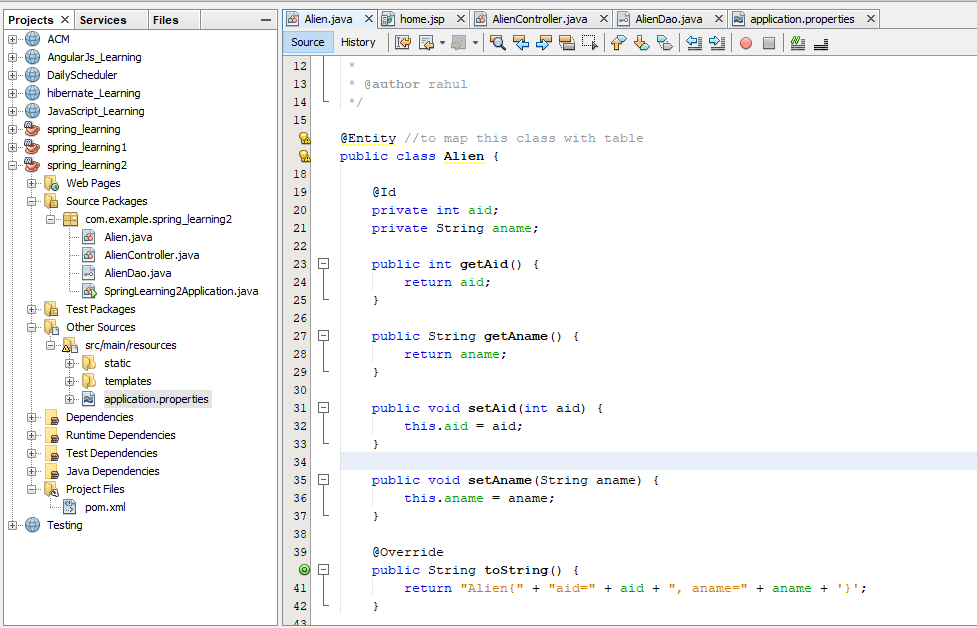 Projects Services Files
ACM
AngularJs_Learning
DailyScheduler
hibernate_Learning
JavaScript_Learning
spring_learning
spring_learning1
spring_learning2
Web Pages
Source Packages
com.example.spring_learning2
Alien.java
AlienController.java
AlienDao.java
SpringLearning2Application.java
Test Packages
Other Sources
src/main/resources
static
templates
application.properties
Dependencies
Runtime Dependencies
Test Dependencies
Java Dependencies
Project Files
pom.xml
Testing
Alien.java home.jsp AlienController.java AlienDao.java application.properties
Source History
12 *
13 * @author rahul
14 */
15
@Entity //to map this class with table
public class Alien {
18
19 @Id
20 private int aid;
21 private String aname;
22
23 public int getAid() {
24 return aid;
25 }
26
27 public String getAname() {
28 return aname;
29 }
30
31 public void setAid(int aid) {
32 this.aid = aid;
33 }
34
35 public void setAname(String aname) {
36 this.aname = aname;
37 }
38
39 @Override
public String toString() {
41 return "Alien{" + "aid=" + aid + ", aname=" + aname + '}';
42 }
43